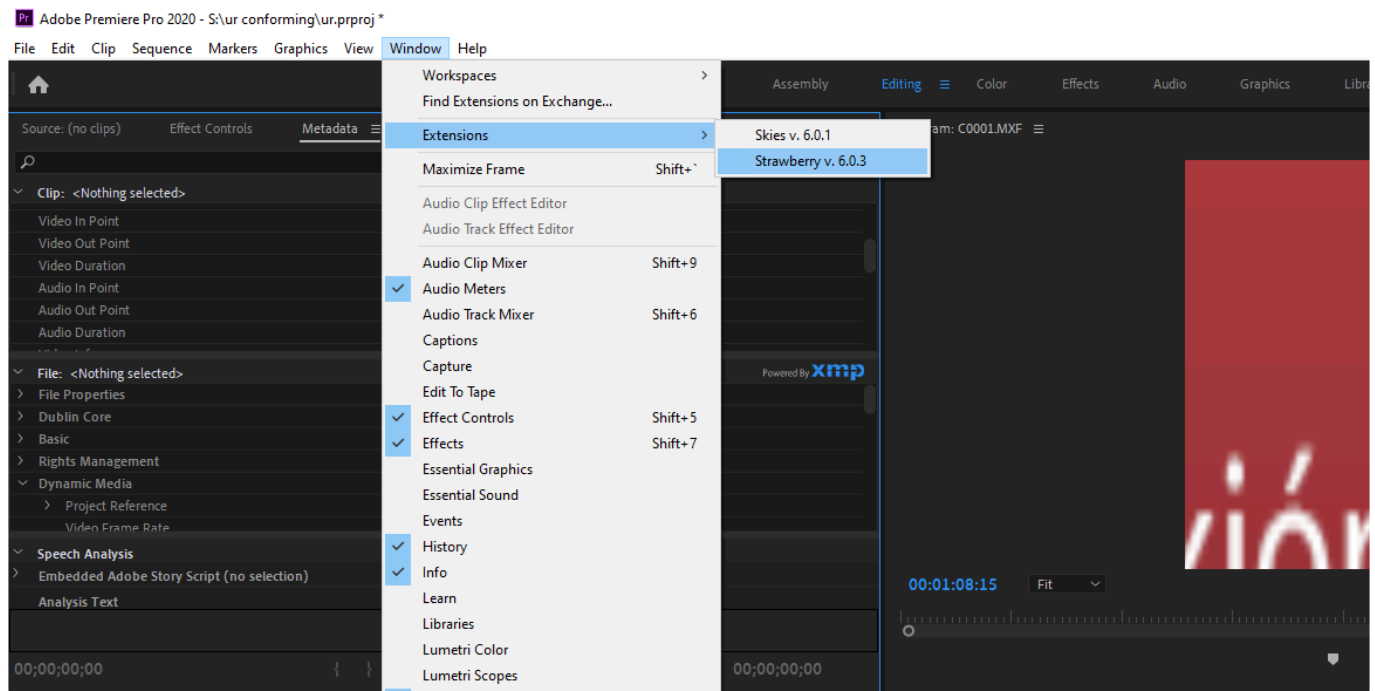 Pr Adobe Premiere Pro 2020 - S:\ur conforming\ur.prproj *
File Edit Clip Sequence Markers Graphics View Window Help
Assembly Editing Color Effects Audio Graphics
Source: (no clips) Effect Controls Metadata
C0001.MXF
Clip: <Nothing selected>
Video In Point
Video Out Point
Video Duration
Audio In Point
Audio Out Point
Audio Duration
File: <Nothing selected>
Powered By xmp
File Properties
Dublin Core
Basic
Rights Management
Dynamic Media
Project Reference
Video Frame Rate
Speech Analysis
Embedded Adobe Story Script (no selection)
Analysis Text
00;00;00;00 { } 00;00;00;00
Workspaces >
Find Extensions on Exchange...
Extensions >
Maximize Frame Shift+`
Audio Clip Effect Editor
Audio Track Effect Editor
Audio Clip Mixer Shift+9
Audio Meters
Audio Track Mixer Shift+6
Captions
Capture
Edit To Tape
Effect Controls Shift+5
Effects Shift+7
Essential Graphics
Essential Sound
Events
History
Info
Learn
Libraries
Lumetri Color
Lumetri Scopes
Skies v. 6.0.1
Strawberry v. 6.0.3
vión
00:01:08:15 Fit